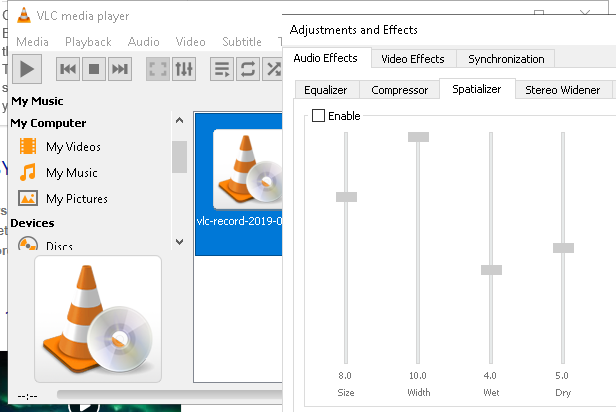 VLC media player
Media Playback Audio Video Subtitle
My Music
My Computer
My Videos
My Music
My Pictures
Devices
Discs
vlc-record-2019-0
--:--
Adjustments and Effects
Audio Effects Video Effects Synchronization
Equalizer Compressor Spatializer Stereo Widener
Enable
8.0 10.0 4.0 5.0
Size Width Wet Dry